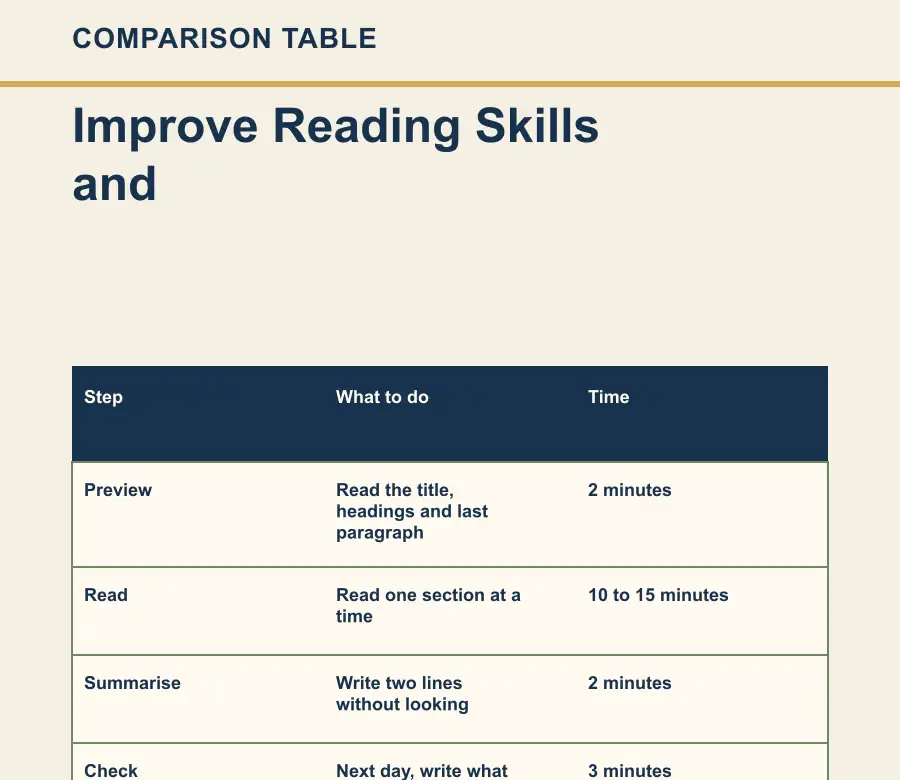 COMPARISON TABLE
Improve Reading Skills
and
Step What to do Time
Preview Read the title, 2 minutes
headings and last
paragraph
Read Read one section at a 10 to 15 minutes
time
Summarise Write two lines 2 minutes
without looking
Check Next day, write what 3 minutes